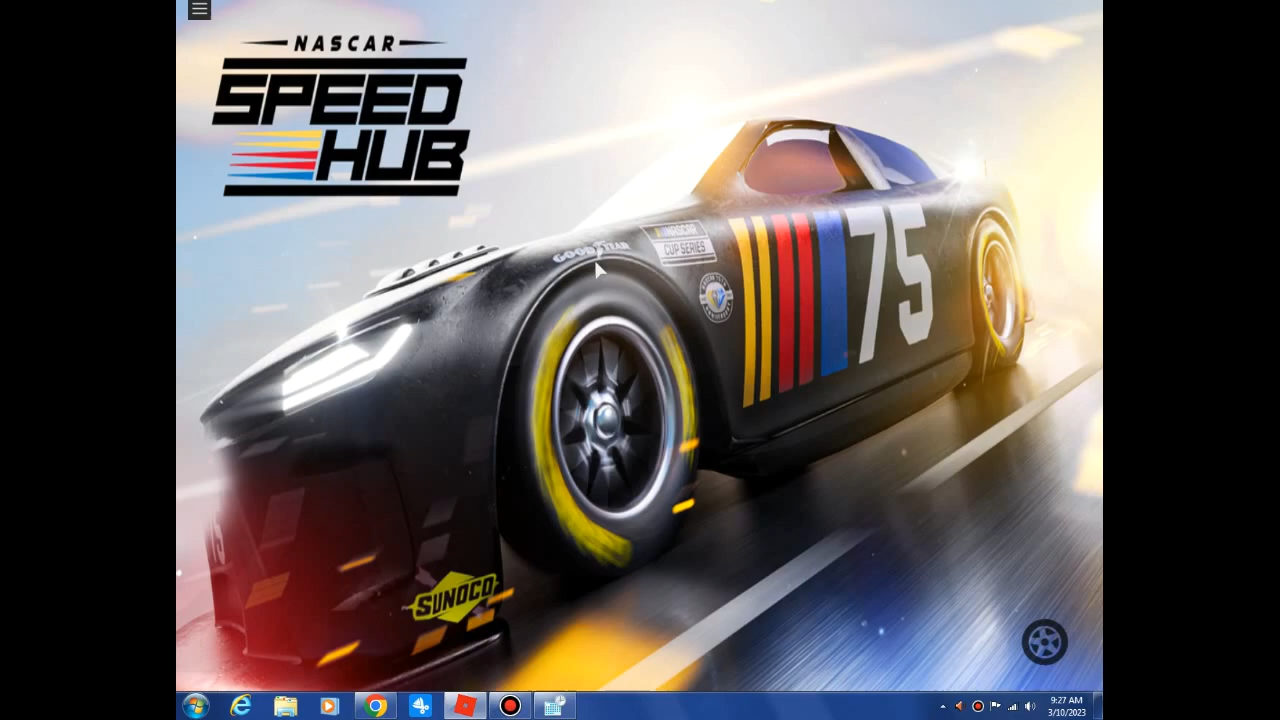 NASCAR
SPEED
HUB
GOODYEAR
NASCAR
CUP SERIES
75
SUNOCO
9:27 AM
3/10/2023